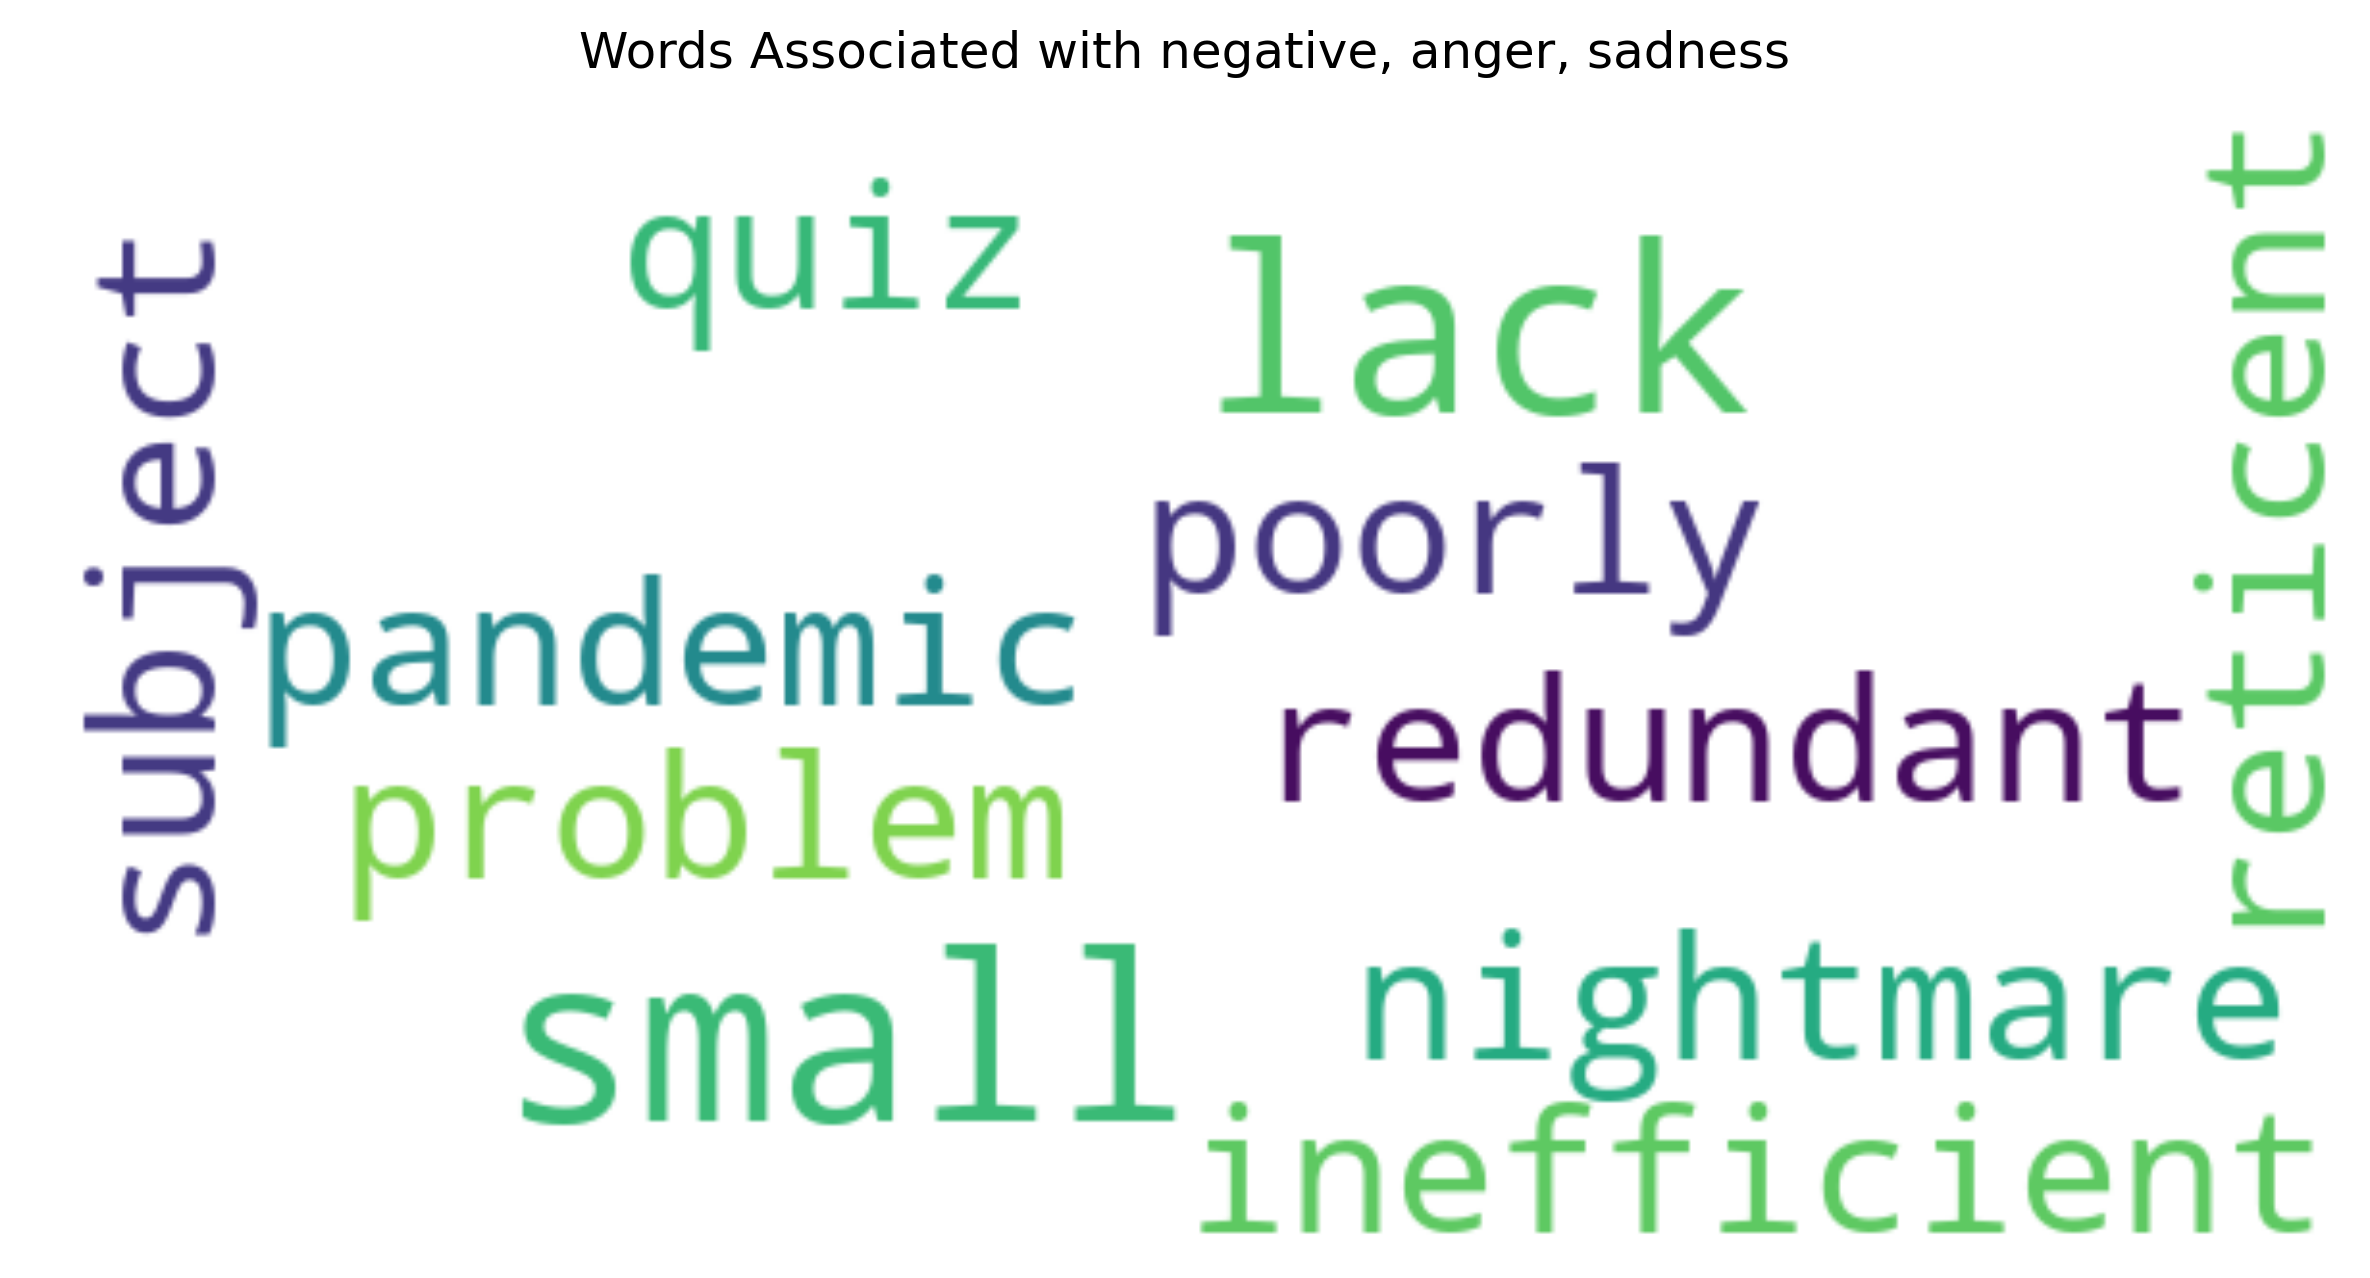 Words Associated with negative, anger, sadness
subject
quiz
lack
reticent
poorly
pandemic
redundant
problem
small
nightmare
inefficient